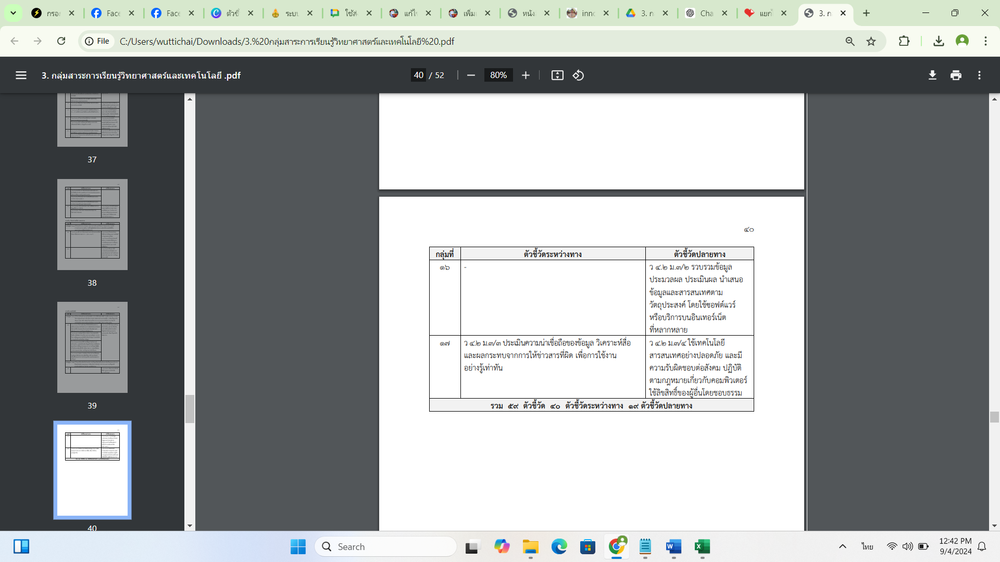 กรอก
Face
Face
ตัวชี้
ระบบ
ใช้ส
แก้ไข
เพิ่ม
หนัง
inno
3. ก
Cha
แยก
3. ก
File
C:/Users/wuttichai/Downloads/3.%20กลุ่มสาระการเรียนรู้วิทยาศาสตร์และเทคโนโลยี%20.pdf
3. กลุ่มสาระการเรียนรู้วิทยาศาสตร์และเทคโนโลยี .pdf
40 / 52
80%
37
38
39
40
๔๐
กลุ่มที่ ตัวชี้วัดระหว่างทาง ตัวชี้วัดปลายทาง
๑๖ - ว ๔.๒ ม.๓/๒ รวบรวมข้อมูล
ประมวลผล ประเมินผล นำเสนอ
ข้อมูลและสารสนเทศตาม
วัตถุประสงค์ โดยใช้ซอฟต์แวร์
หรือบริการบนอินเทอร์เน็ต
ที่หลากหลาย
๑๗ ว ๔.๒ ม.๓/๓ ประเมินความน่าเชื่อถือของข้อมูล วิเคราะห์สื่อ
และผลกระทบจากการให้ข่าวสารที่ผิด เพื่อการใช้งาน
อย่างรู้เท่าทัน
ว ๔.๒ ม.๓/๔ ใช้เทคโนโลยี
สารสนเทศอย่างปลอดภัย และมี
ความรับผิดชอบต่อสังคม ปฏิบัติ
ตามกฎหมายเกี่ยวกับคอมพิวเตอร์
ใช้ลิขสิทธิ์ของผู้อื่นโดยชอบธรรม
รวม ๕๙ ตัวชี้วัด ๔๐ ตัวชี้วัดระหว่างทาง ๑๙ ตัวชี้วัดปลายทาง
Search
ไทย
12:42 PM
9/4/2024